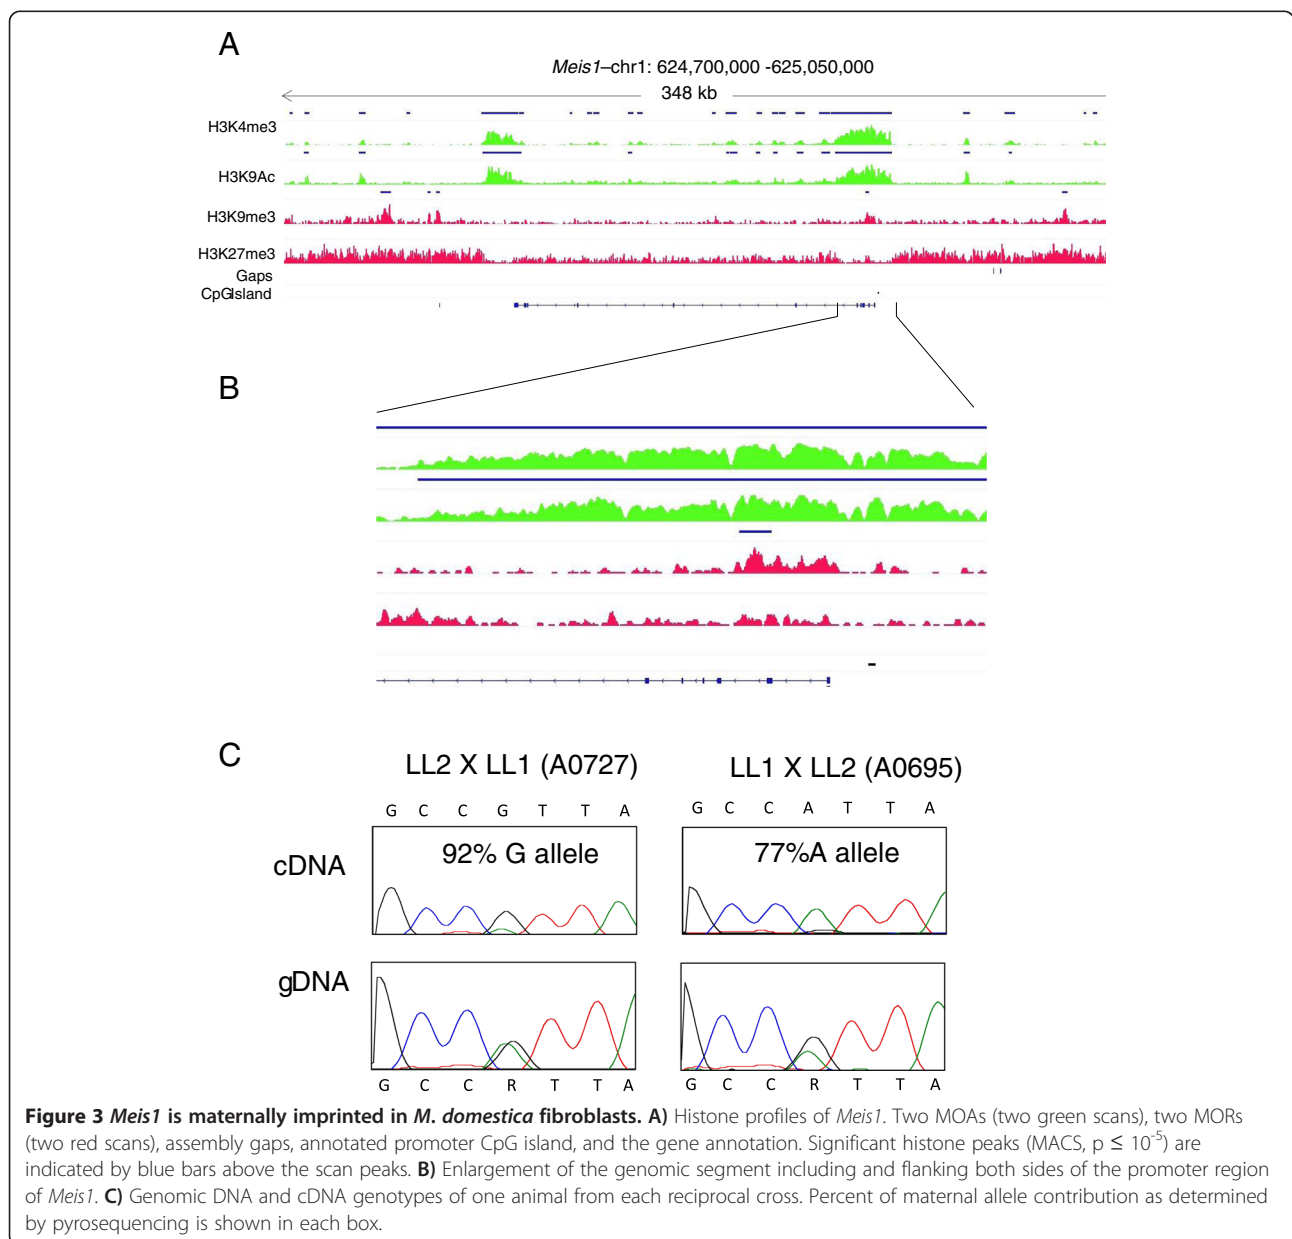 A
Meis1–chr1: 624,700,000 -625,050,000
348 kb
H3K4me3
H3K9Ac
H3K9me3
H3K27me3
Gaps
CpGIsland
B
C
LL2 X LL1 (A0727)
LL1 X LL2 (A0695)
G C C G T T A
G C C A T T A
cDNA
92% G allele
77%A allele
gDNA
G C C R T T A
G C C R T T A
Figure 3 Meis1 is maternally imprinted in M. domestica fibroblasts. A) Histone profiles of Meis1. Two MOAs (two green scans), two MORs
(two red scans), assembly gaps, annotated promoter CpG island, and the gene annotation. Significant histone peaks (MACS, p ≤ 10⁻⁵) are
indicated by blue bars above the scan peaks. B) Enlargement of the genomic segment including and flanking both sides of the promoter region
of Meis1. C) Genomic DNA and cDNA genotypes of one animal from each reciprocal cross. Percent of maternal allele contribution as determined
by pyrosequencing is shown in each box.